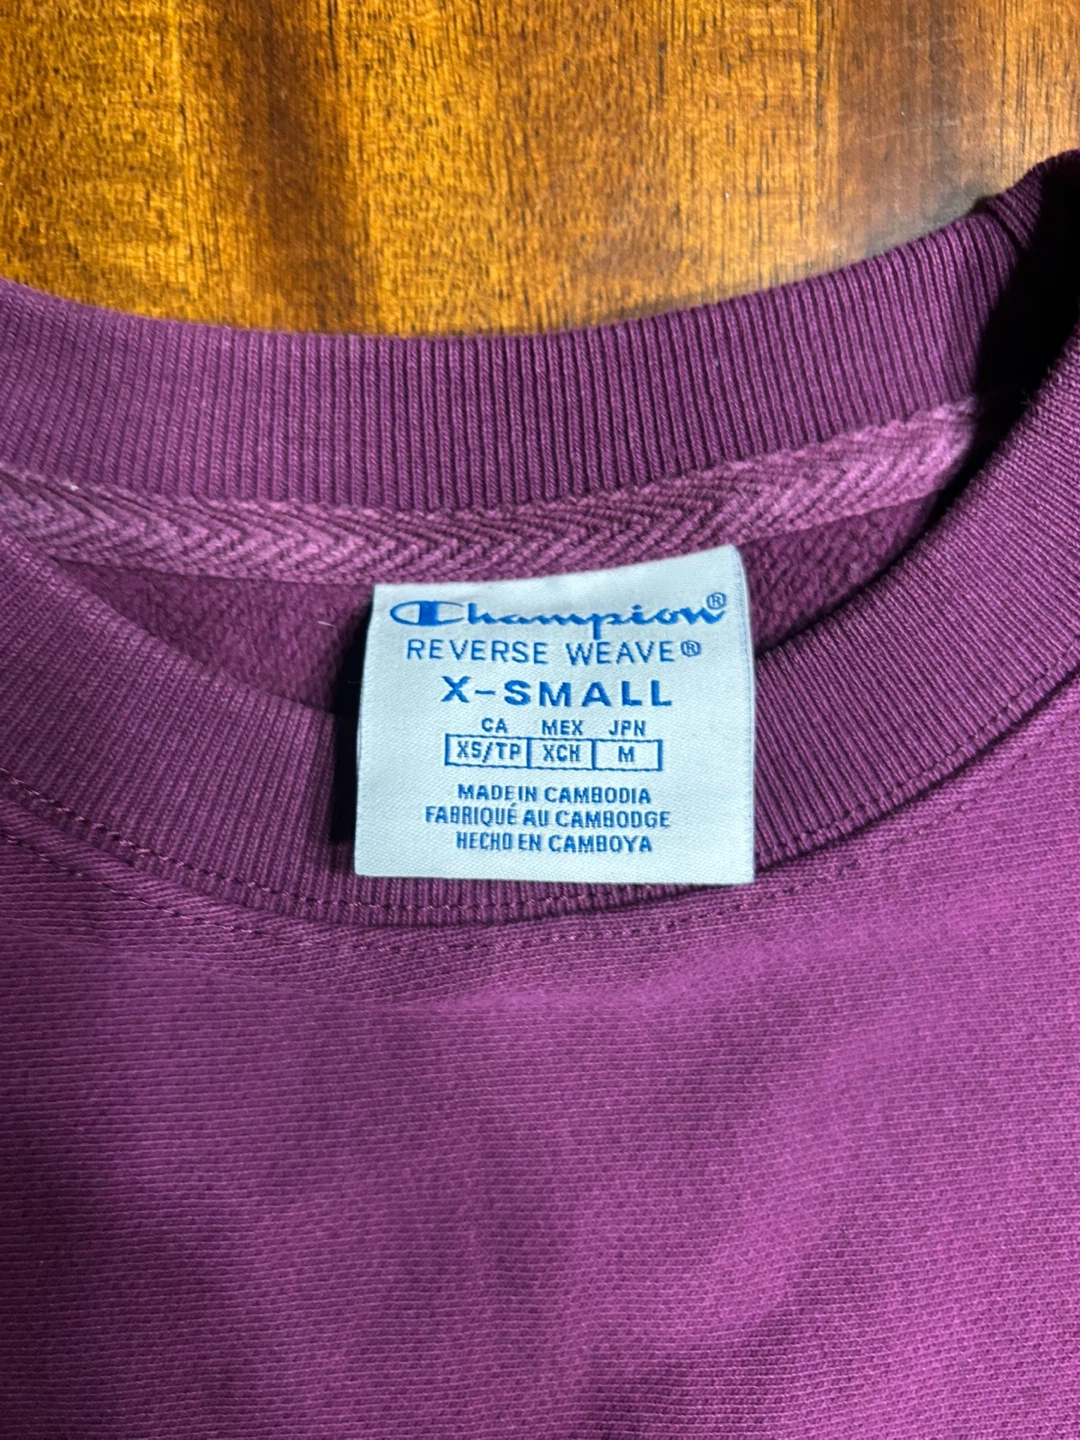 Champion®
REVERSE WEAVE®
X-SMALL
CA MEX JPN
XS/TP XCH M
MADE IN CAMBODIA
FABRIQUÉ AU CAMBODGE
HECHO EN CAMBOYA